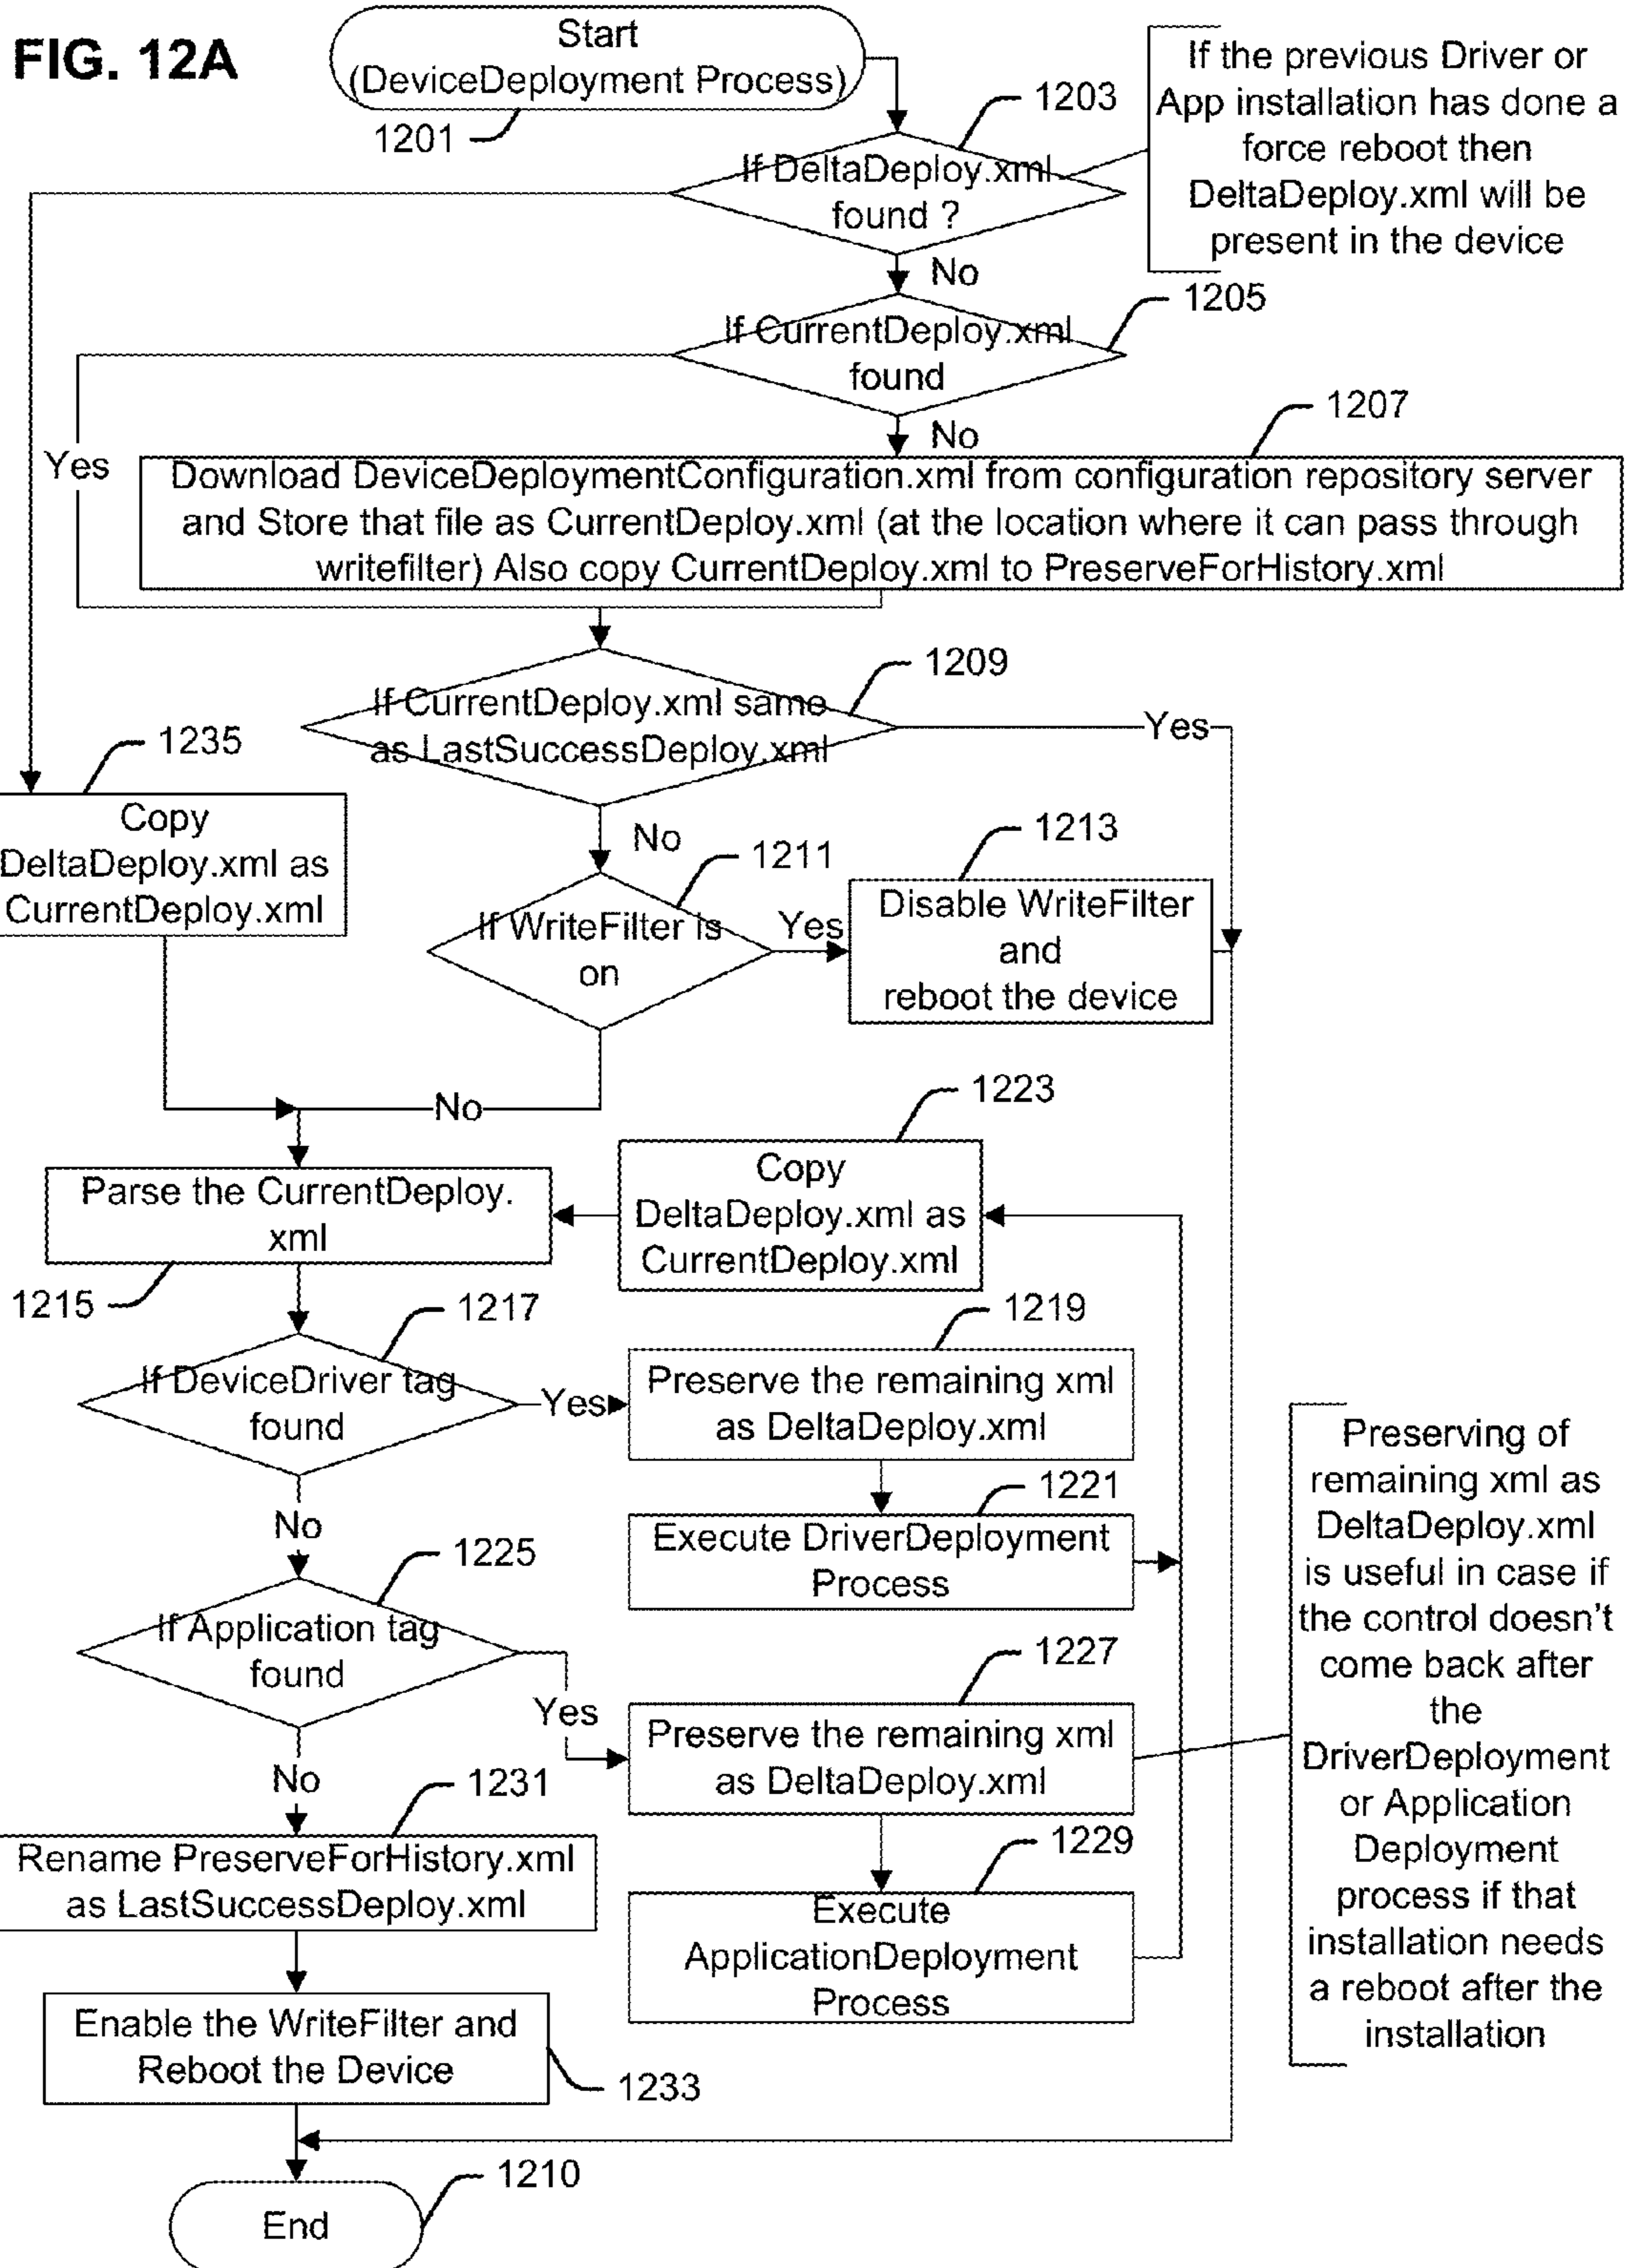 FIG. 12A
Start
(DeviceDeployment Process)
1201
1203
If the previous Driver or
App installation has done a
force reboot then
DeltaDeploy.xml will be
present in the device
If DeltaDeploy.xml
found ?
No
1205
If CurrentDeploy.xml
found
No
1207
Yes
Download DeviceDeploymentConfiguration.xml from configuration repository server
and Store that file as CurrentDeploy.xml (at the location where it can pass through
writefilter) Also copy CurrentDeploy.xml to PreserveForHistory.xml
1209
If CurrentDeploy.xml same
as LastSuccessDeploy.xml
Yes
1235
Copy
DeltaDeploy.xml as
CurrentDeploy.xml
No
1211
If WriteFilter is
on
Yes
1213
Disable WriteFilter
and
reboot the device
No
1223
Copy
DeltaDeploy.xml as
CurrentDeploy.xml
Parse the CurrentDeploy.
xml
1215
1217
If DeviceDriver tag
found
Yes
1219
Preserve the remaining xml
as DeltaDeploy.xml
1221
Execute DriverDeployment
Process
No
1225
If Application tag
found
Yes
1227
Preserve the remaining xml
as DeltaDeploy.xml
Preserving of
remaining xml as
DeltaDeploy.xml
is useful in case if
the control doesn't
come back after
the
DriverDeployment
or Application
Deployment
process if that
installation needs
a reboot after the
installation
1229
Execute
ApplicationDeployment
Process
No
1231
Rename PreserveForHistory.xml
as LastSuccessDeploy.xml
Enable the WriteFilter and
Reboot the Device
1233
1210
End